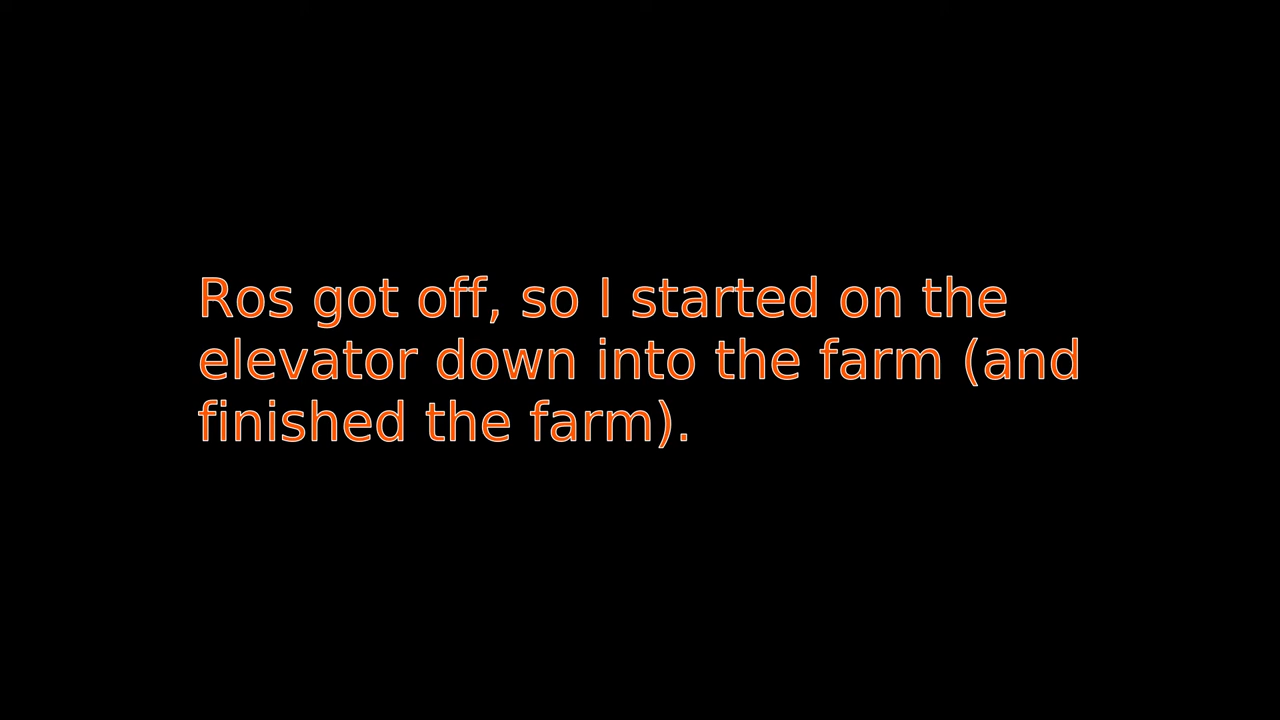 Ros got off, so I started on the
elevator down into the farm (and
finished the farm).